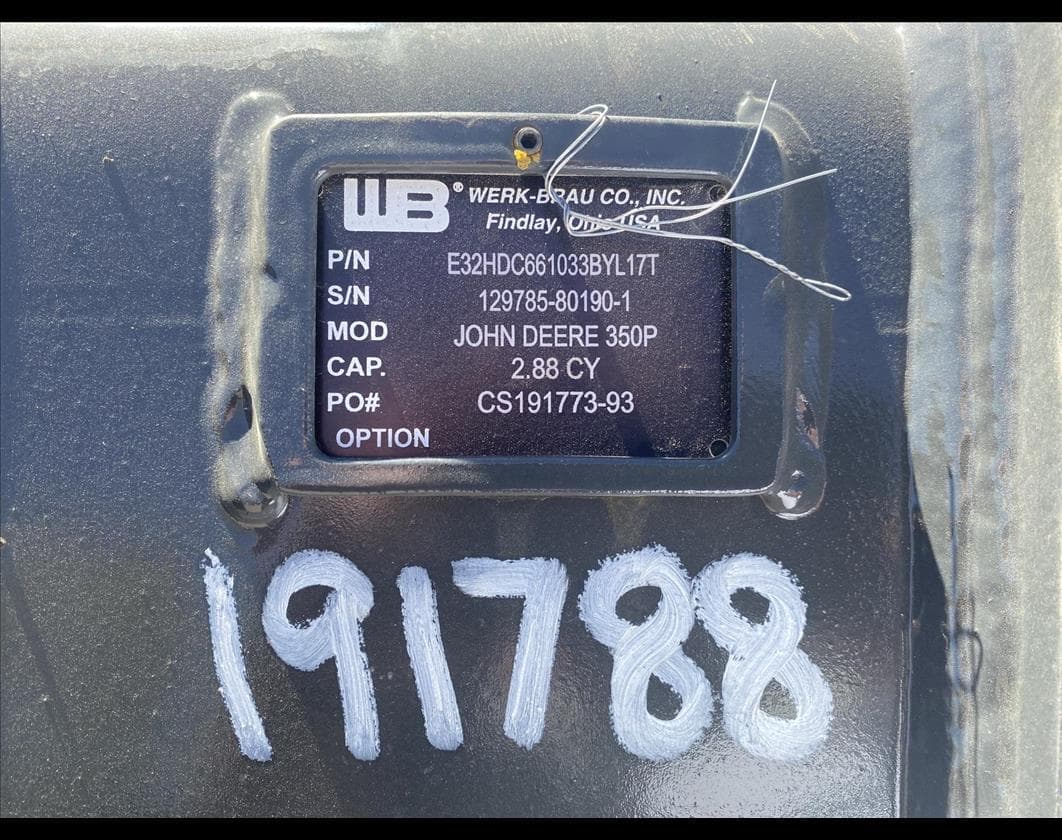 WB® WERK-BRAU CO., INC.
Findlay, Ohio USA
P/N E32HDC661033BYL17T
S/N 129785-80190-1
MOD JOHN DEERE 350P
CAP. 2.88 CY
PO# CS191773-93
OPTION
191788